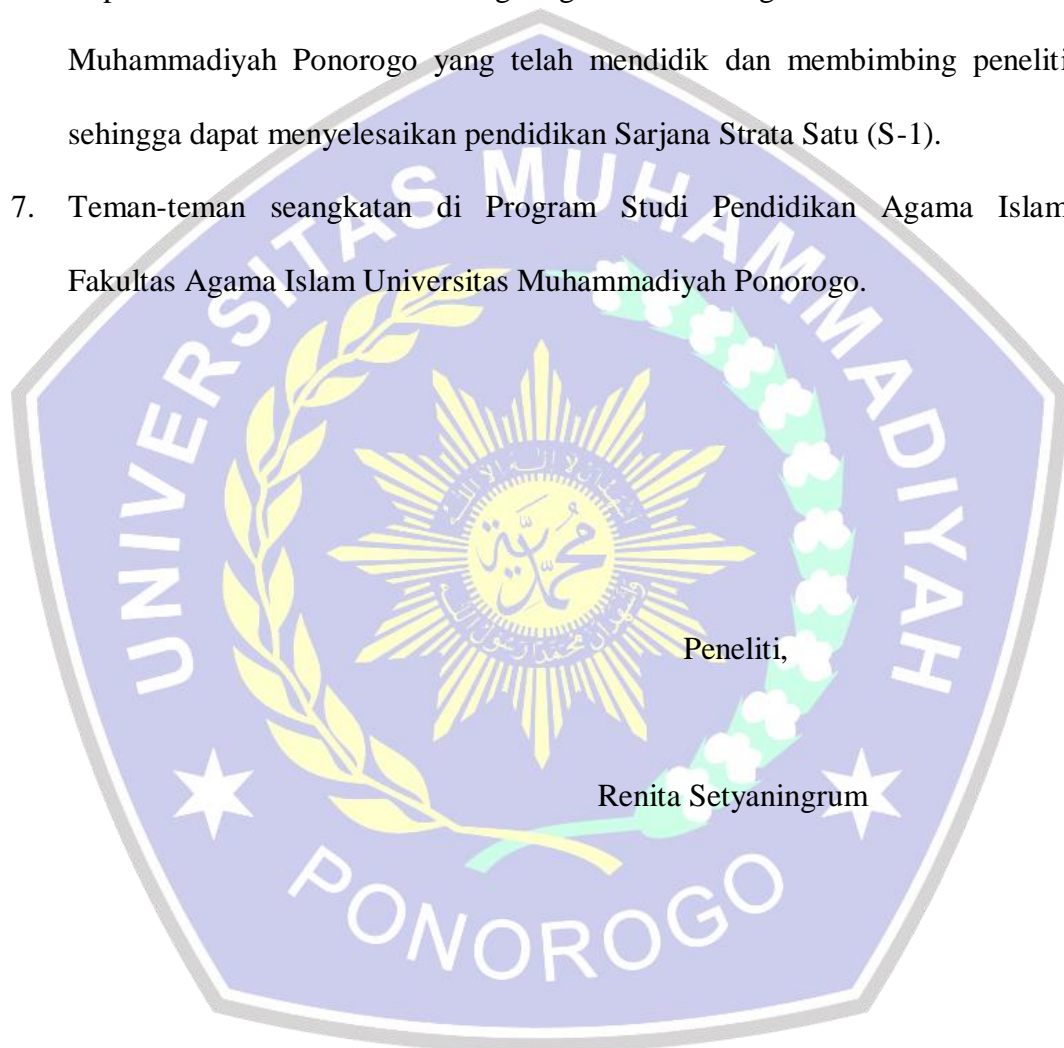 Muhammadiyah Ponorogo yang telah mendidik dan membimbing peneliti
sehingga dapat menyelesaikan pendidikan Sarjana Strata Satu (S-1).
7. Teman-teman seangkatan di Program Studi Pendidikan Agama Islam
Fakultas Agama Islam Universitas Muhammadiyah Ponorogo.
UNIVERSITAS MUHAMMADIYAH
محمدية
Peneliti,
Renita Setyaningrum
PONOROGO